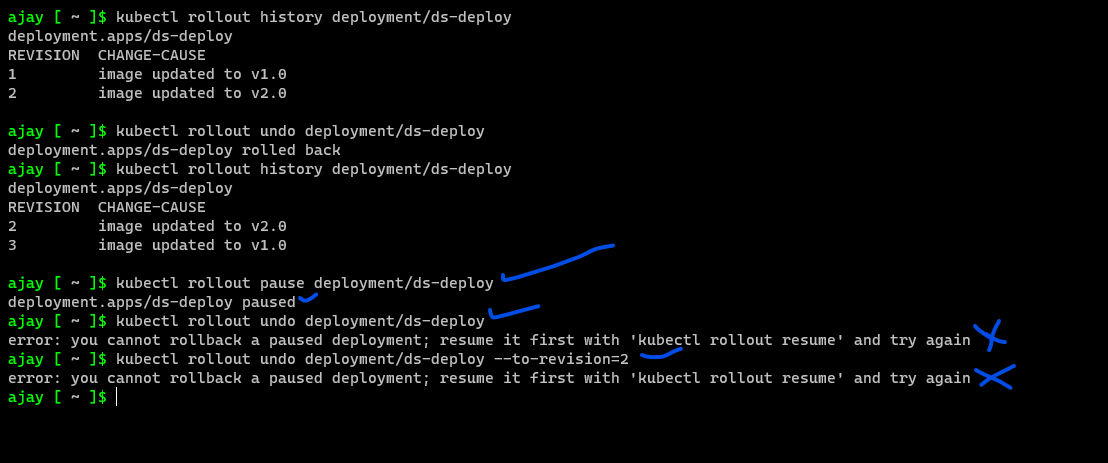 ajay [ ~ ]$ kubectl rollout history deployment/ds-deploy
deployment.apps/ds-deploy
REVISION  CHANGE-CAUSE
1         image updated to v1.0
2         image updated to v2.0
ajay [ ~ ]$ kubectl rollout undo deployment/ds-deploy
deployment.apps/ds-deploy rolled back
ajay [ ~ ]$ kubectl rollout history deployment/ds-deploy
deployment.apps/ds-deploy
REVISION  CHANGE-CAUSE
2         image updated to v2.0
3         image updated to v1.0
ajay [ ~ ]$ kubectl rollout pause deployment/ds-deploy
deployment.apps/ds-deploy paused
ajay [ ~ ]$ kubectl rollout undo deployment/ds-deploy
error: you cannot rollback a paused deployment; resume it first with 'kubectl rollout resume' and try again
ajay [ ~ ]$ kubectl rollout undo deployment/ds-deploy --to-revision=2
error: you cannot rollback a paused deployment; resume it first with 'kubectl rollout resume' and try again
ajay [ ~ ]$